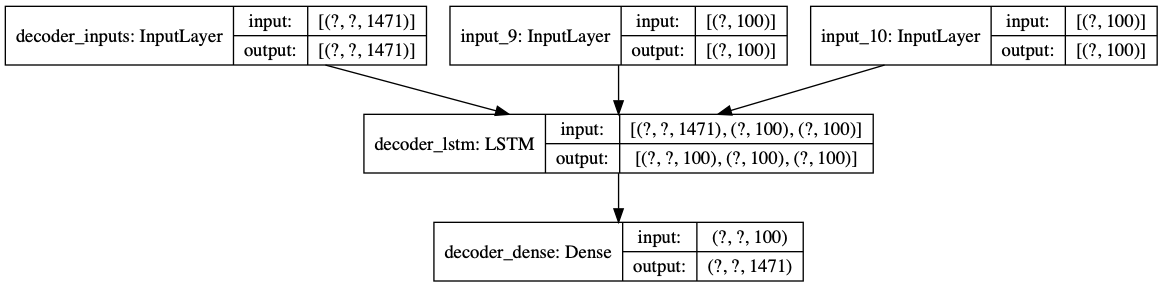 decoder_inputs: InputLayer
input: [(?, ?, 1471)]
output: [(?, ?, 1471)]
input_9: InputLayer
input: [(?, 100)]
output: [(?, 100)]
input_10: InputLayer
input: [(?, 100)]
output: [(?, 100)]
decoder_lstm: LSTM
input: [(?, ?, 1471), (?, 100), (?, 100)]
output: [(?, ?, 100), (?, 100), (?, 100)]
decoder_dense: Dense
input: (?, ?, 100)
output: (?, ?, 1471)